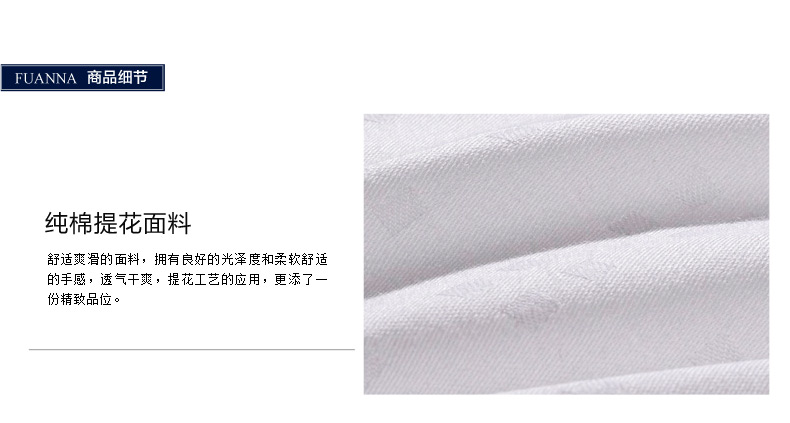 FUANNA 商品细节
纯棉提花面料
舒适爽滑的面料，拥有良好的光泽度和柔软舒适
的手感，透气干爽，提花工艺的应用，更添了一
份精致品位。